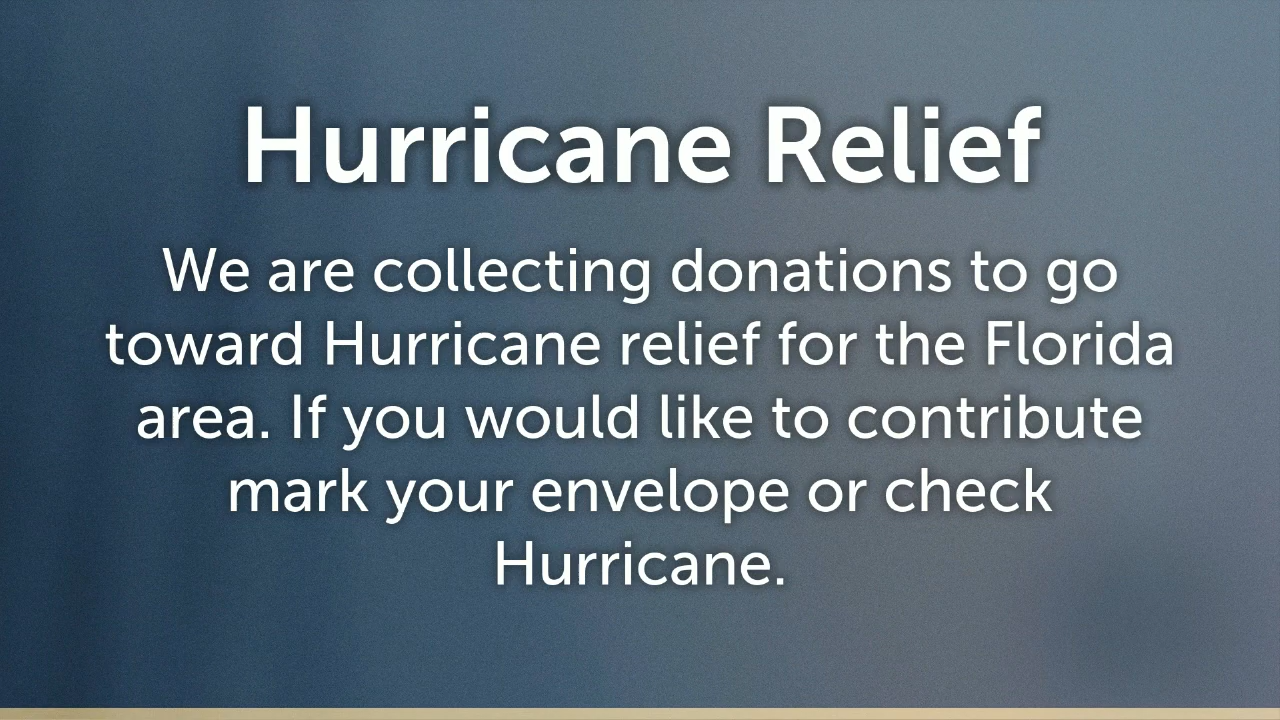 Hurricane Relief
We are collecting donations to go
toward Hurricane relief for the Florida
area. If you would like to contribute
mark your envelope or check
Hurricane.